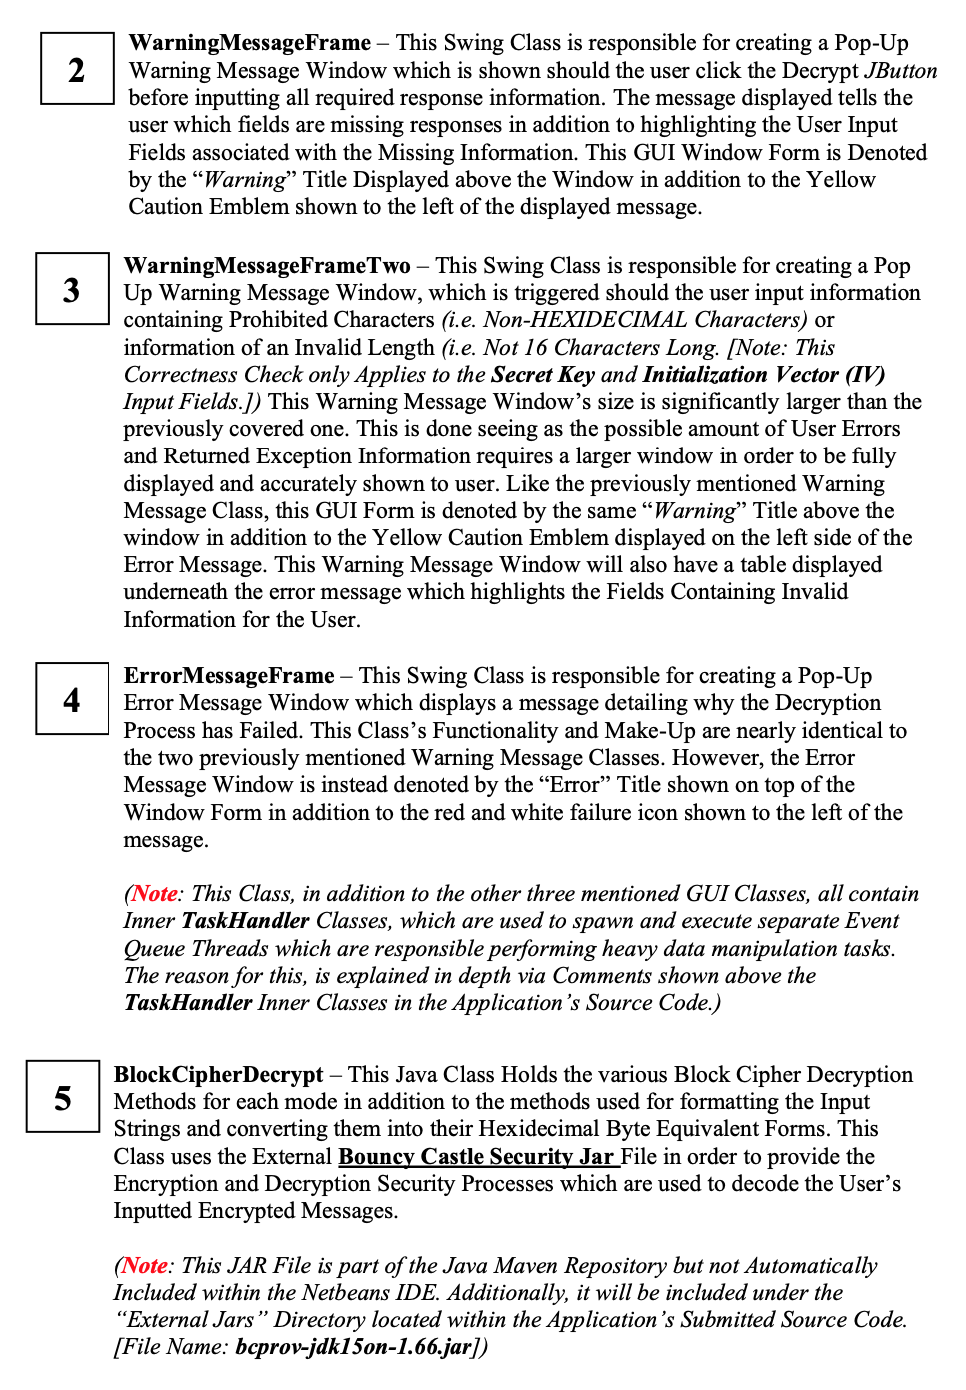 2
WarningMessageFrame – This Swing Class is responsible for creating a Pop-Up
Warning Message Window which is shown should the user click the Decrypt JButton
before inputting all required response information. The message displayed tells the
user which fields are missing responses in addition to highlighting the User Input
Fields associated with the Missing Information. This GUI Window Form is Denoted
by the “Warning” Title Displayed above the Window in addition to the Yellow
Caution Emblem shown to the left of the displayed message.
3
WarningMessageFrameTwo – This Swing Class is responsible for creating a Pop
Up Warning Message Window, which is triggered should the user input information
containing Prohibited Characters (i.e. Non-HEXIDECIMAL Characters) or
information of an Invalid Length (i.e. Not 16 Characters Long. [Note: This
Correctness Check only Applies to the Secret Key and Initialization Vector (IV)
Input Fields.]) This Warning Message Window’s size is significantly larger than the
previously covered one. This is done seeing as the possible amount of User Errors
and Returned Exception Information requires a larger window in order to be fully
displayed and accurately shown to user. Like the previously mentioned Warning
Message Class, this GUI Form is denoted by the same “Warning” Title above the
window in addition to the Yellow Caution Emblem displayed on the left side of the
Error Message. This Warning Message Window will also have a table displayed
underneath the error message which highlights the Fields Containing Invalid
Information for the User.
4
ErrorMessageFrame – This Swing Class is responsible for creating a Pop-Up
Error Message Window which displays a message detailing why the Decryption
Process has Failed. This Class’s Functionality and Make-Up are nearly identical to
the two previously mentioned Warning Message Classes. However, the Error
Message Window is instead denoted by the “Error” Title shown on top of the
Window Form in addition to the red and white failure icon shown to the left of the
message.
(Note: This Class, in addition to the other three mentioned GUI Classes, all contain
Inner TaskHandler Classes, which are used to spawn and execute separate Event
Queue Threads which are responsible performing heavy data manipulation tasks.
The reason for this, is explained in depth via Comments shown above the
TaskHandler Inner Classes in the Application’s Source Code.)
5
BlockCipherDecrypt – This Java Class Holds the various Block Cipher Decryption
Methods for each mode in addition to the methods used for formatting the Input
Strings and converting them into their Hexidecimal Byte Equivalent Forms. This
Class uses the External Bouncy Castle Security Jar File in order to provide the
Encryption and Decryption Security Processes which are used to decode the User’s
Inputted Encrypted Messages.
(Note: This JAR File is part of the Java Maven Repository but not Automatically
Included within the Netbeans IDE. Additionally, it will be included under the
“External Jars” Directory located within the Application’s Submitted Source Code.
[File Name: bcprov-jdk15on-1.66.jar])